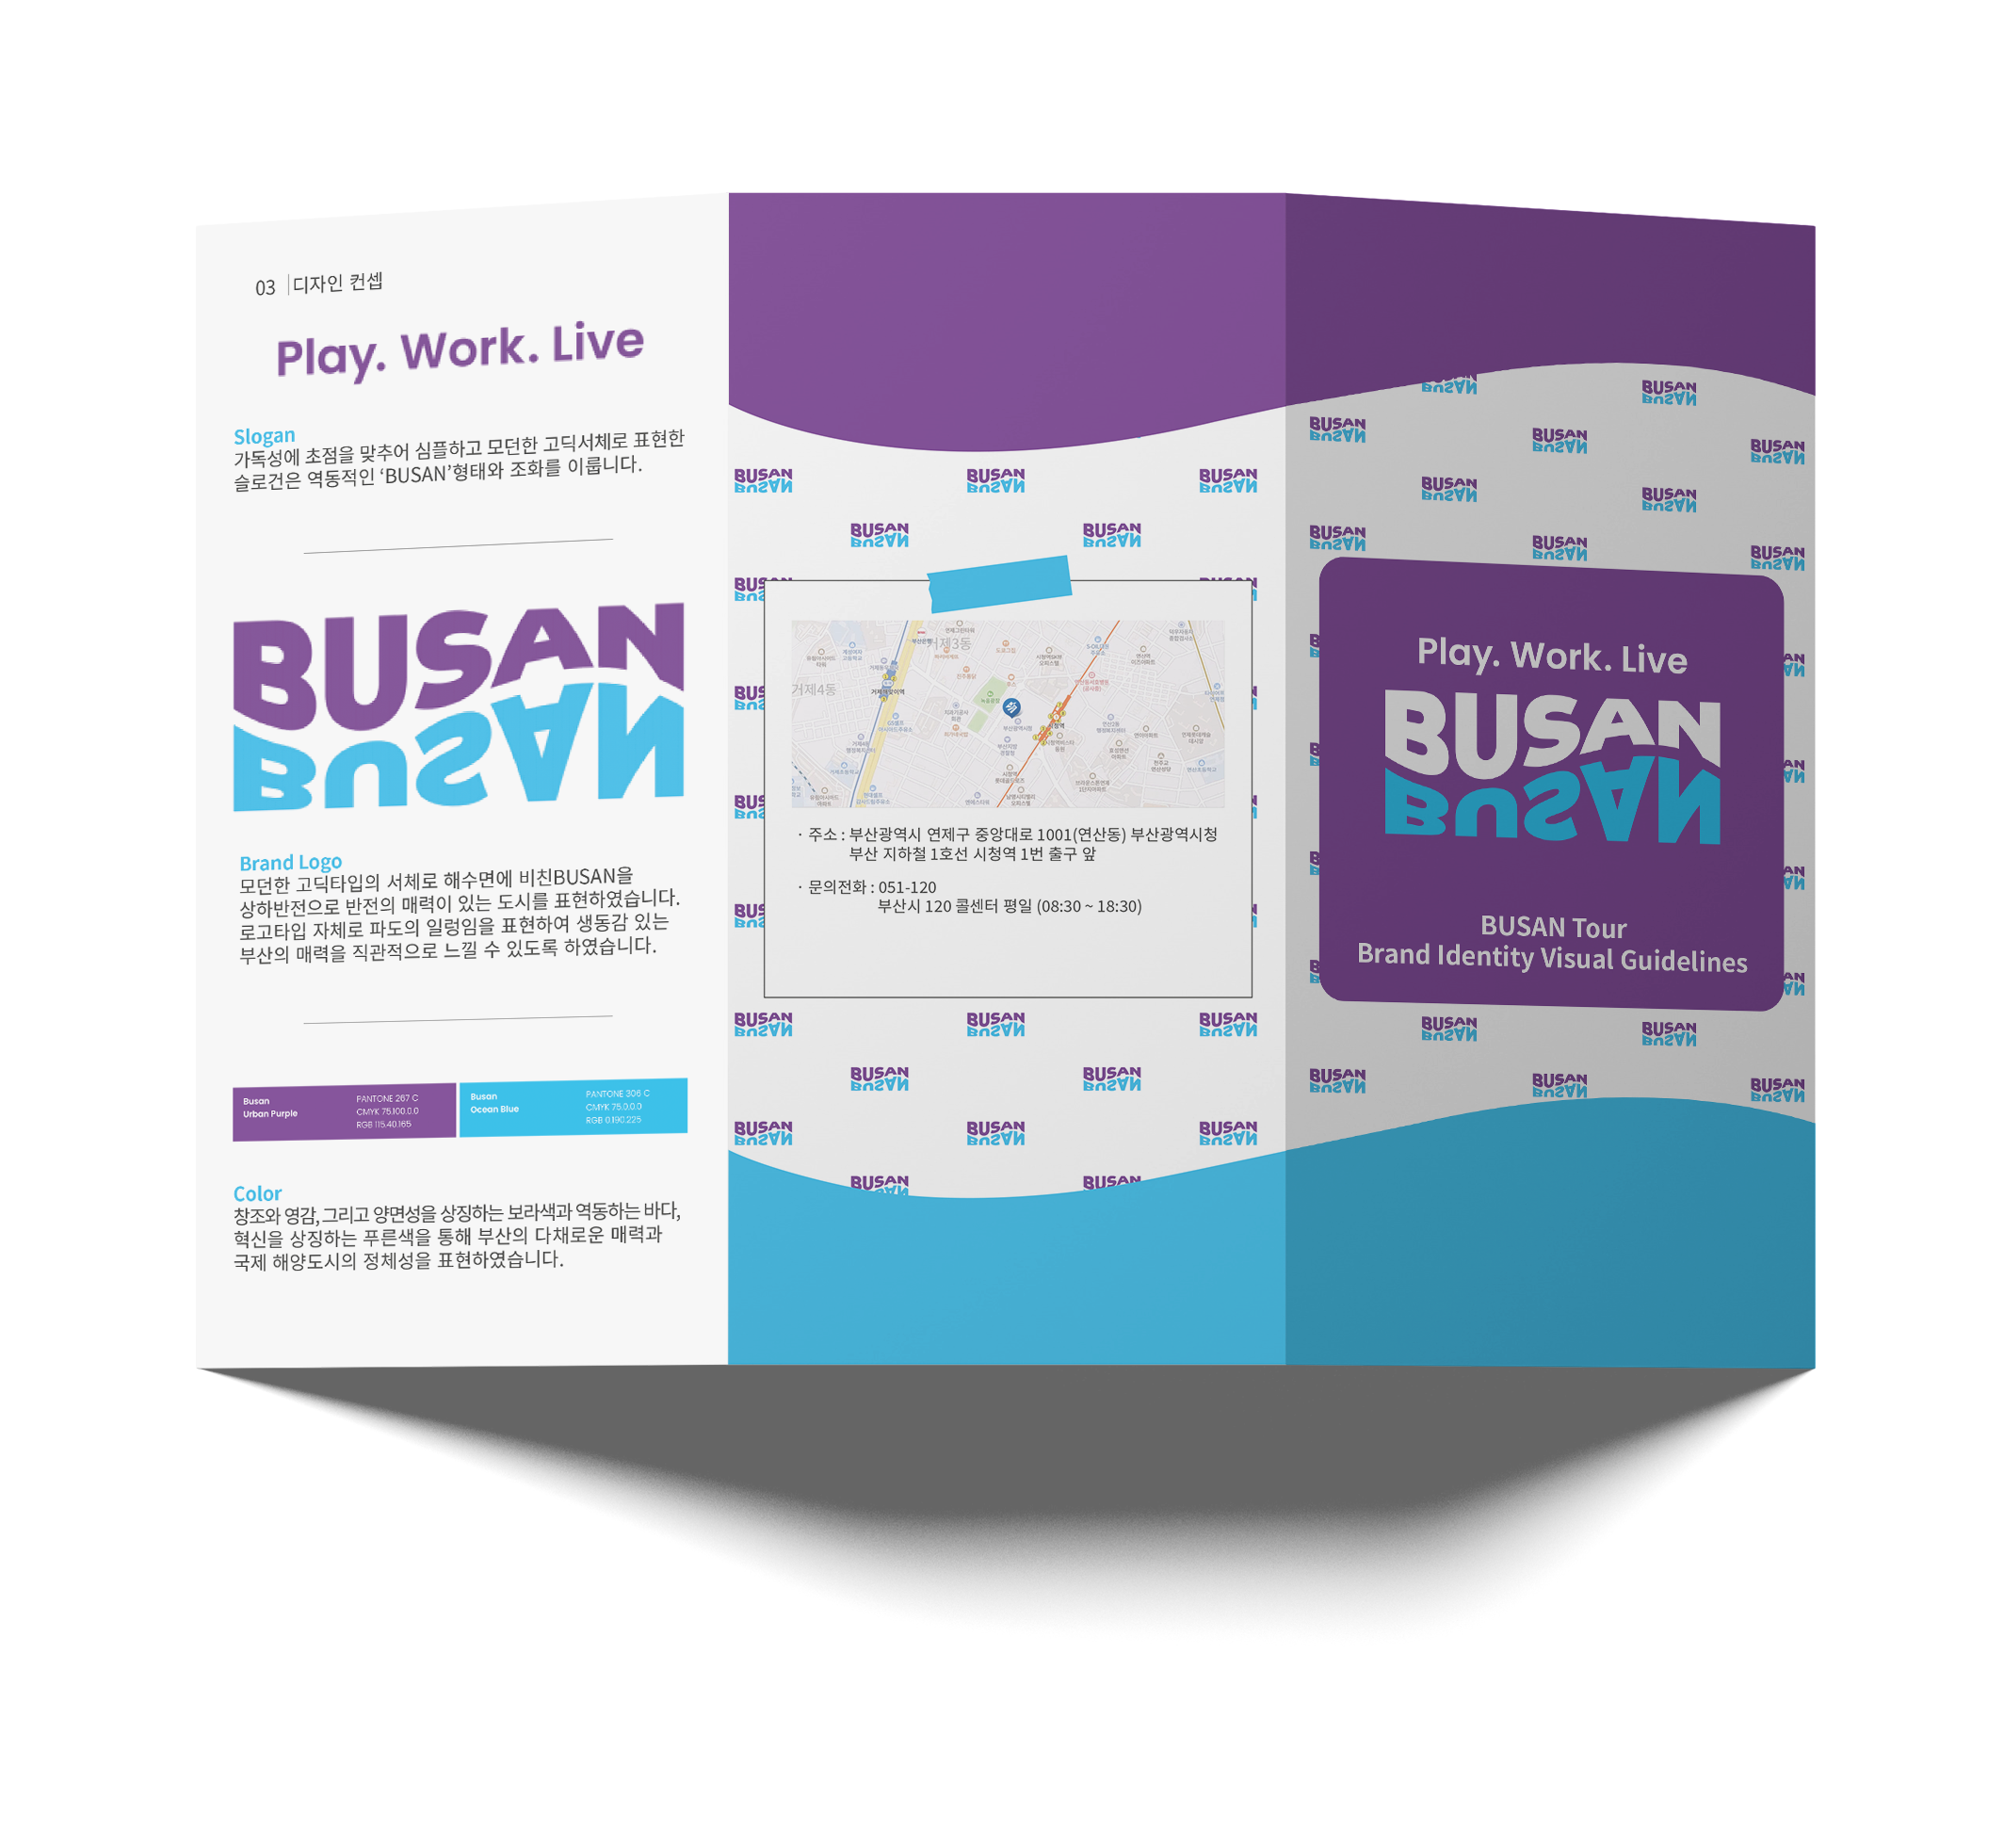 03 디자인 컨셉
Play. Work. Live
Slogan
가독성에 초점을 맞추어 심플하고 모던한 고딕서체로 표현한
슬로건은 역동적인 ‘BUSAN’형태와 조화를 이룹니다.
BUSAN
BUSAN
Brand Logo
모던한 고딕타입의 서체로 해수면에 비친BUSAN을
상하반전으로 반전의 매력이 있는 도시를 표현하였습니다.
로고타입 자체로 파도의 일렁임을 표현하여 생동감 있는
부산의 매력을 직관적으로 느낄 수 있도록 하였습니다.
Busan
Urban Purple
PANTONE 267 C
CMYK 75.100.0.0
RGB 115.40.165
Busan
Ocean Blue
PANTONE 306 C
CMYK 75.0.0.0
RGB 0.190.225
Color
창조와 영감,그리고 양면성을 상징하는 보라색과 역동하는 바다,
혁신을 상징하는 푸른색을 통해 부산의 다채로운 매력과
국제 해양도시의 정체성을 표현하였습니다.
거제3동
거제4동
· 주소 : 부산광역시 연제구 중앙대로 1001(연산동) 부산광역시청
부산 지하철 1호선 시청역 1번 출구 앞
· 문의전화 : 051-120
부산시 120 콜센터 평일 (08:30 ~ 18:30)
Play. Work. Live
BUSAN
BUSAN
BUSAN Tour
Brand Identity Visual Guidelines